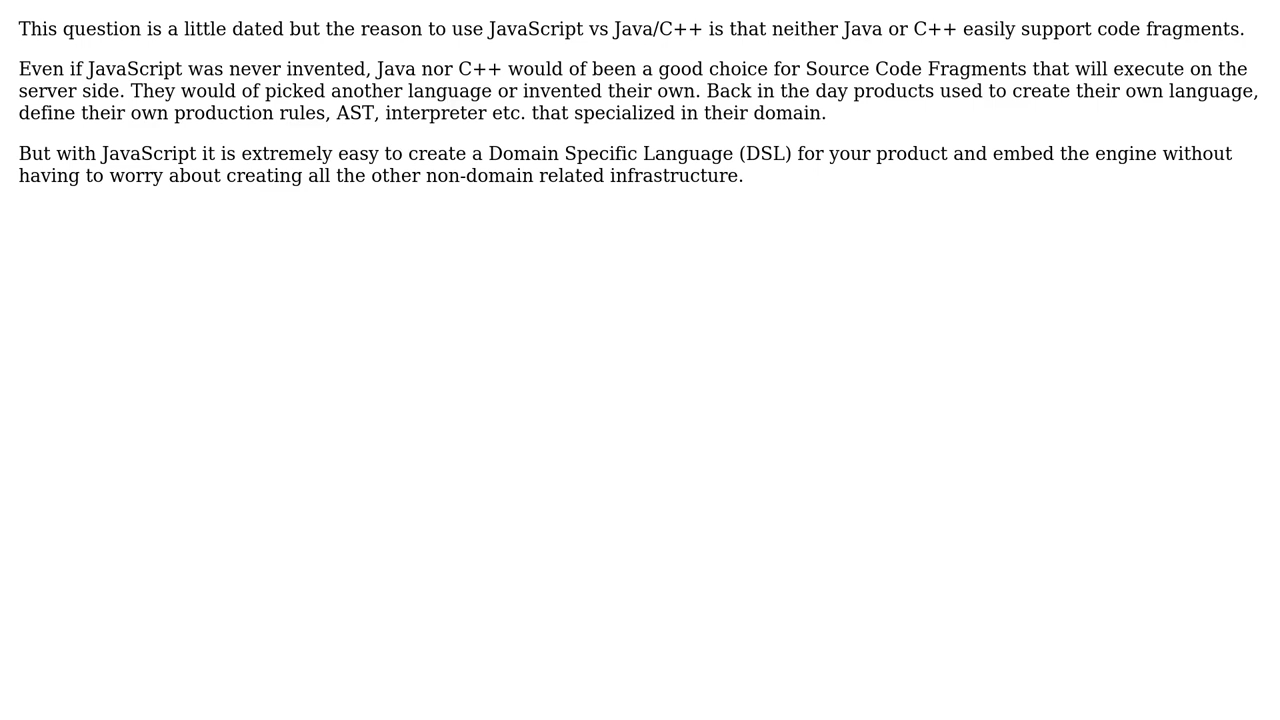 This question is a little dated but the reason to use JavaScript vs Java/C++ is that neither Java or C++ easily support code fragments.
Even if JavaScript was never invented, Java nor C++ would of been a good choice for Source Code Fragments that will execute on the
server side. They would of picked another language or invented their own. Back in the day products used to create their own language,
define their own production rules, AST, interpreter etc. that specialized in their domain.
But with JavaScript it is extremely easy to create a Domain Specific Language (DSL) for your product and embed the engine without
having to worry about creating all the other non-domain related infrastructure.